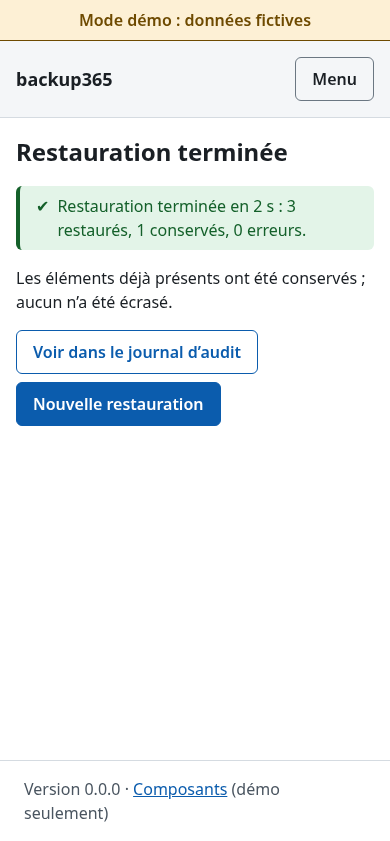 Mode démo : données fictives
backup365
Menu
Restauration terminée
✔ Restauration terminée en 2 s : 3
restaurés, 1 conservés, 0 erreurs.
Les éléments déjà présents ont été conservés ;
aucun n’a été écrasé.
Voir dans le journal d’audit
Nouvelle restauration
Version 0.0.0 · Composants (démo
seulement)